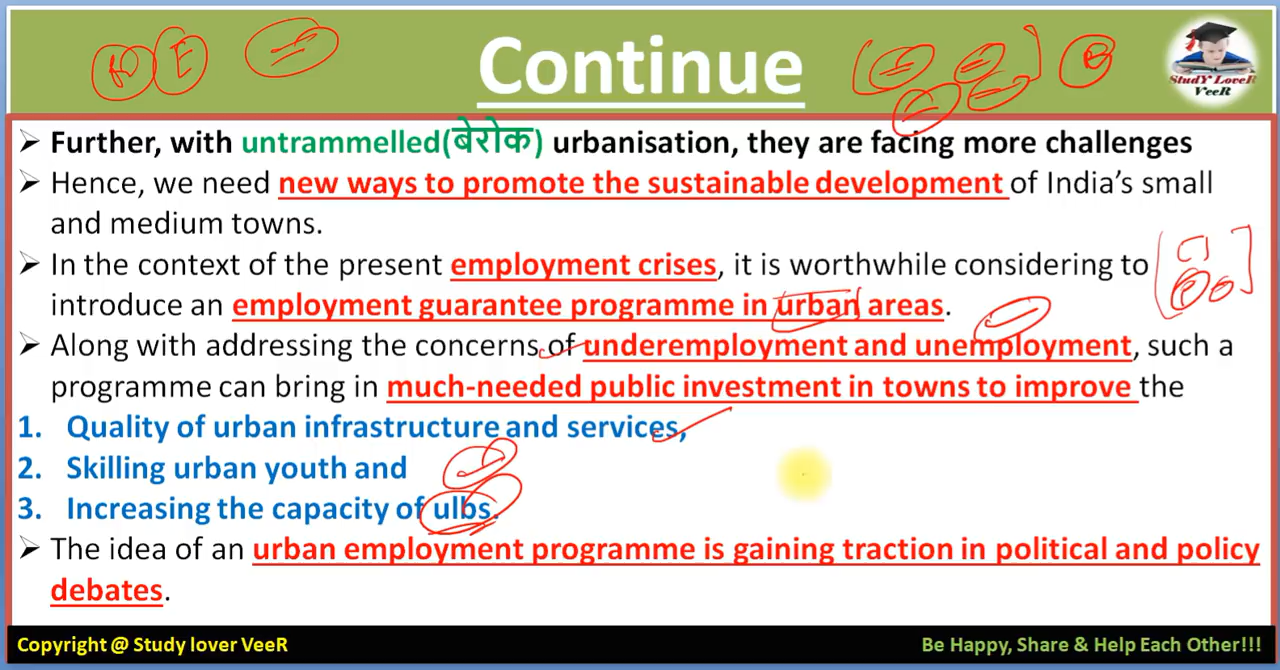 Continue
StudY LoveR
VeeR
➢ Further, with untrammelled(बेरोक) urbanisation, they are facing more challenges
➢ Hence, we need new ways to promote the sustainable development of India's small
and medium towns.
➢ In the context of the present employment crises, it is worthwhile considering to
introduce an employment guarantee programme in urban areas.
➢ Along with addressing the concerns of underemployment and unemployment, such a
programme can bring in much-needed public investment in towns to improve the
1. Quality of urban infrastructure and services,
2. Skilling urban youth and
3. Increasing the capacity of ulbs.
➢ The idea of an urban employment programme is gaining traction in political and policy
debates.
Copyright @ Study lover VeeR
Be Happy, Share & Help Each Other!!!